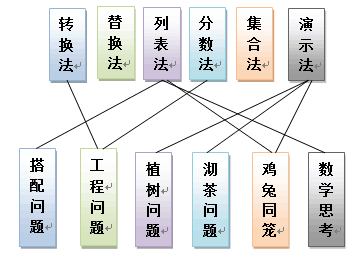 转换法
替换法
列表法
分数法
集合法
演示法
搭配问题
工程问题
植树问题
沏茶问题
鸡兔同笼
数学思考